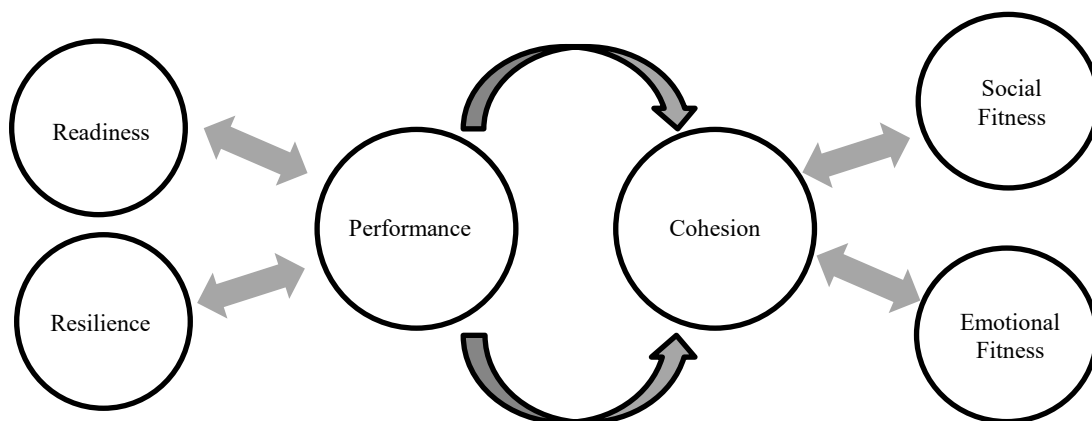 Readiness
Resilience
Performance
Cohesion
Social
Fitness
Emotional
Fitness